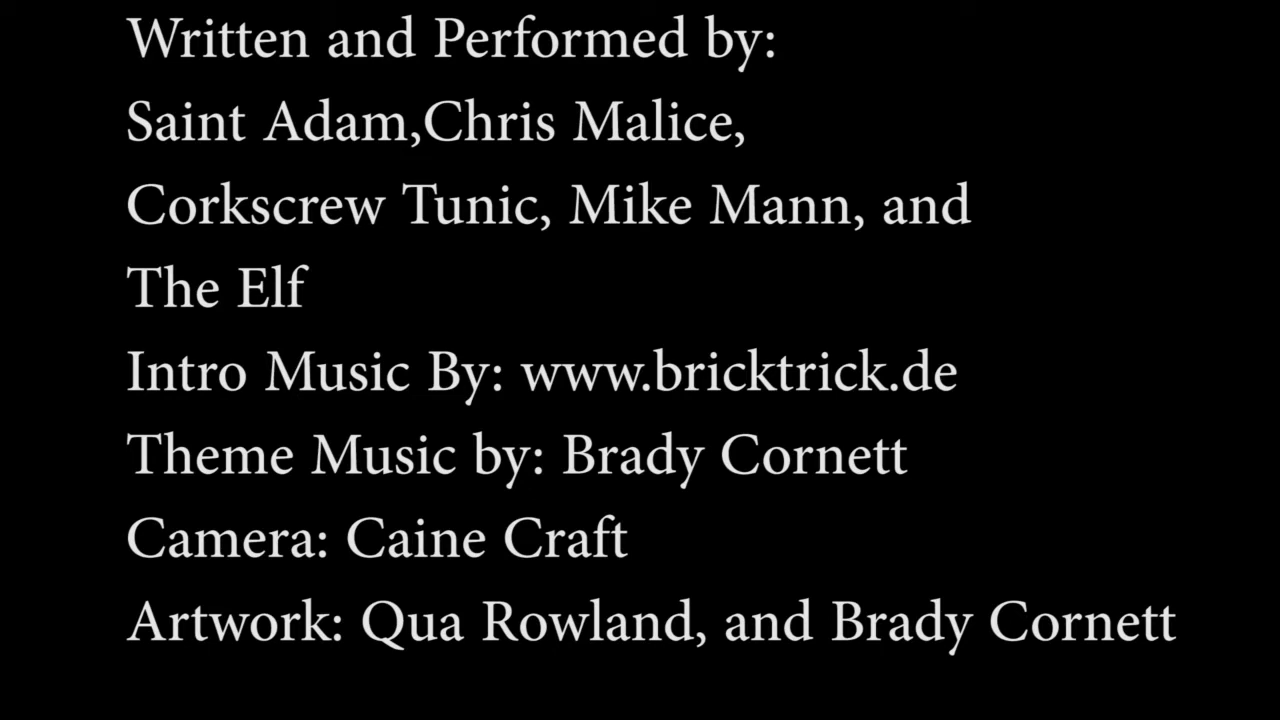 Written and Performed by:
Saint Adam,Chris Malice,
Corkscrew Tunic, Mike Mann, and
The Elf
Intro Music By: www.bricktrick.de
Theme Music by: Brady Cornett
Camera: Caine Craft
Artwork: Qua Rowland, and Brady Cornett